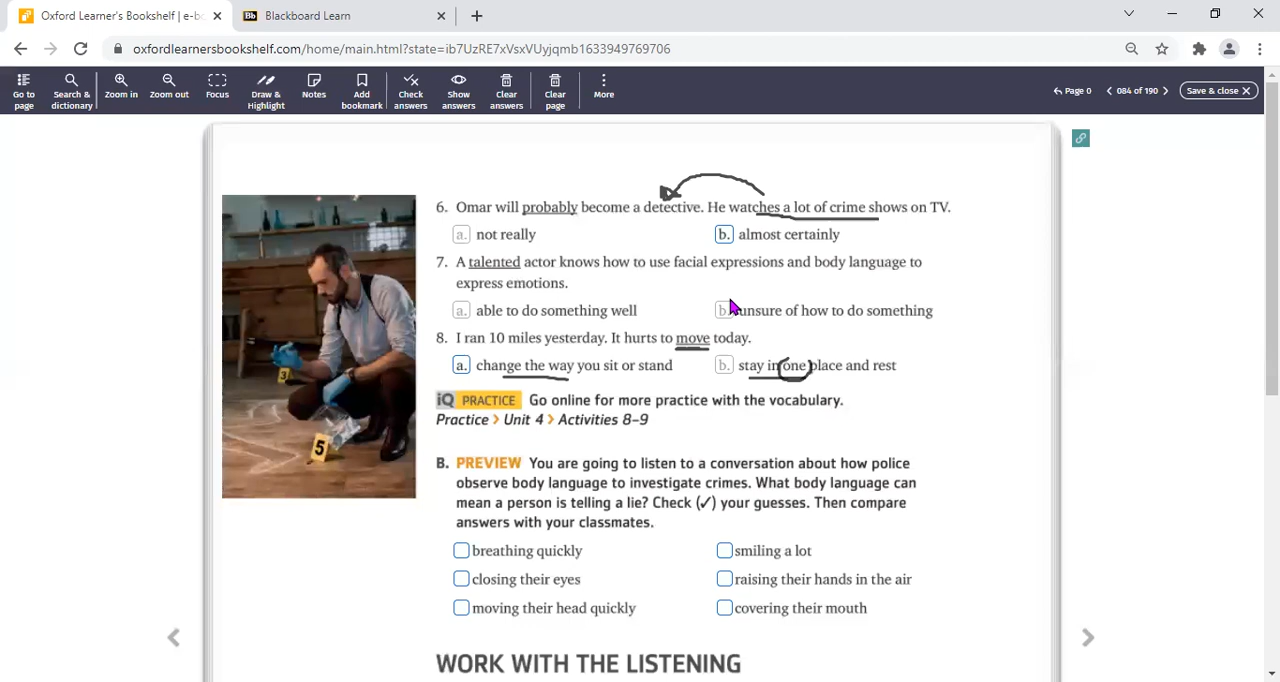 Oxford Learner's Bookshelf | e-bo
Bb Blackboard Learn
oxfordlearnersbookshelf.com/home/main.html?state=ib7UzRE7xVsxVUyjqmb1633949769706
Go to page
Search & dictionary
Zoom in
Zoom out
Focus
Draw & Highlight
Notes
Add bookmark
Check answers
Show answers
Clear answers
Clear page
More
Page 0
084 of 190
Save & close
6. Omar will probably become a detective. He watches a lot of crime shows on TV.
a. not really b. almost certainly
7. A talented actor knows how to use facial expressions and body language to
express emotions.
a. able to do something well b. unsure of how to do something
8. I ran 10 miles yesterday. It hurts to move today.
a. change the way you sit or stand b. stay in one place and rest
3
5
iQ PRACTICE Go online for more practice with the vocabulary.
Practice > Unit 4 > Activities 8–9
B. PREVIEW You are going to listen to a conversation about how police
observe body language to investigate crimes. What body language can
mean a person is telling a lie? Check (✓) your guesses. Then compare
answers with your classmates.
breathing quickly smiling a lot
closing their eyes raising their hands in the air
moving their head quickly covering their mouth
WORK WITH THE LISTENING